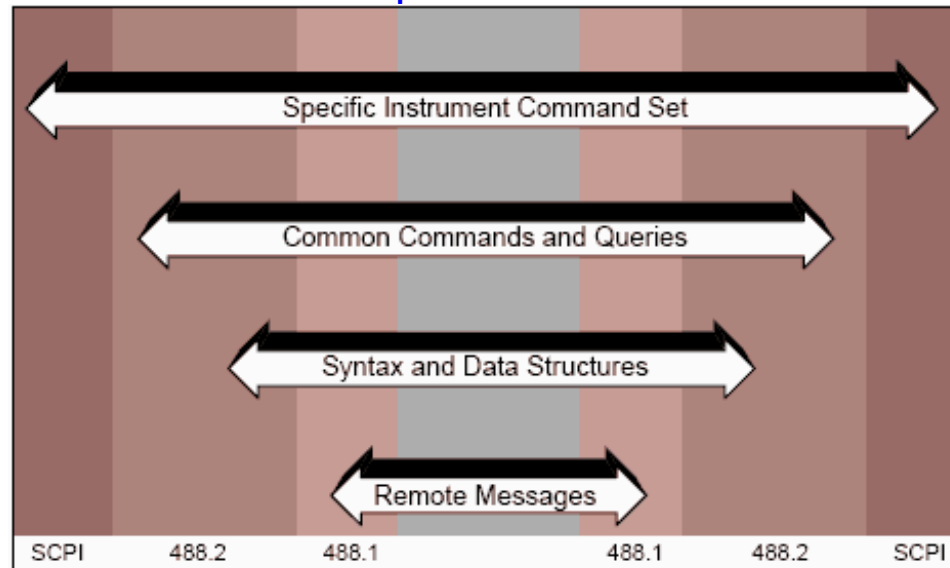 Specific Instrument Command Set
Common Commands and Queries
Syntax and Data Structures
Remote Messages
SCPI 488.2 488.1 488.1 488.2 SCPI